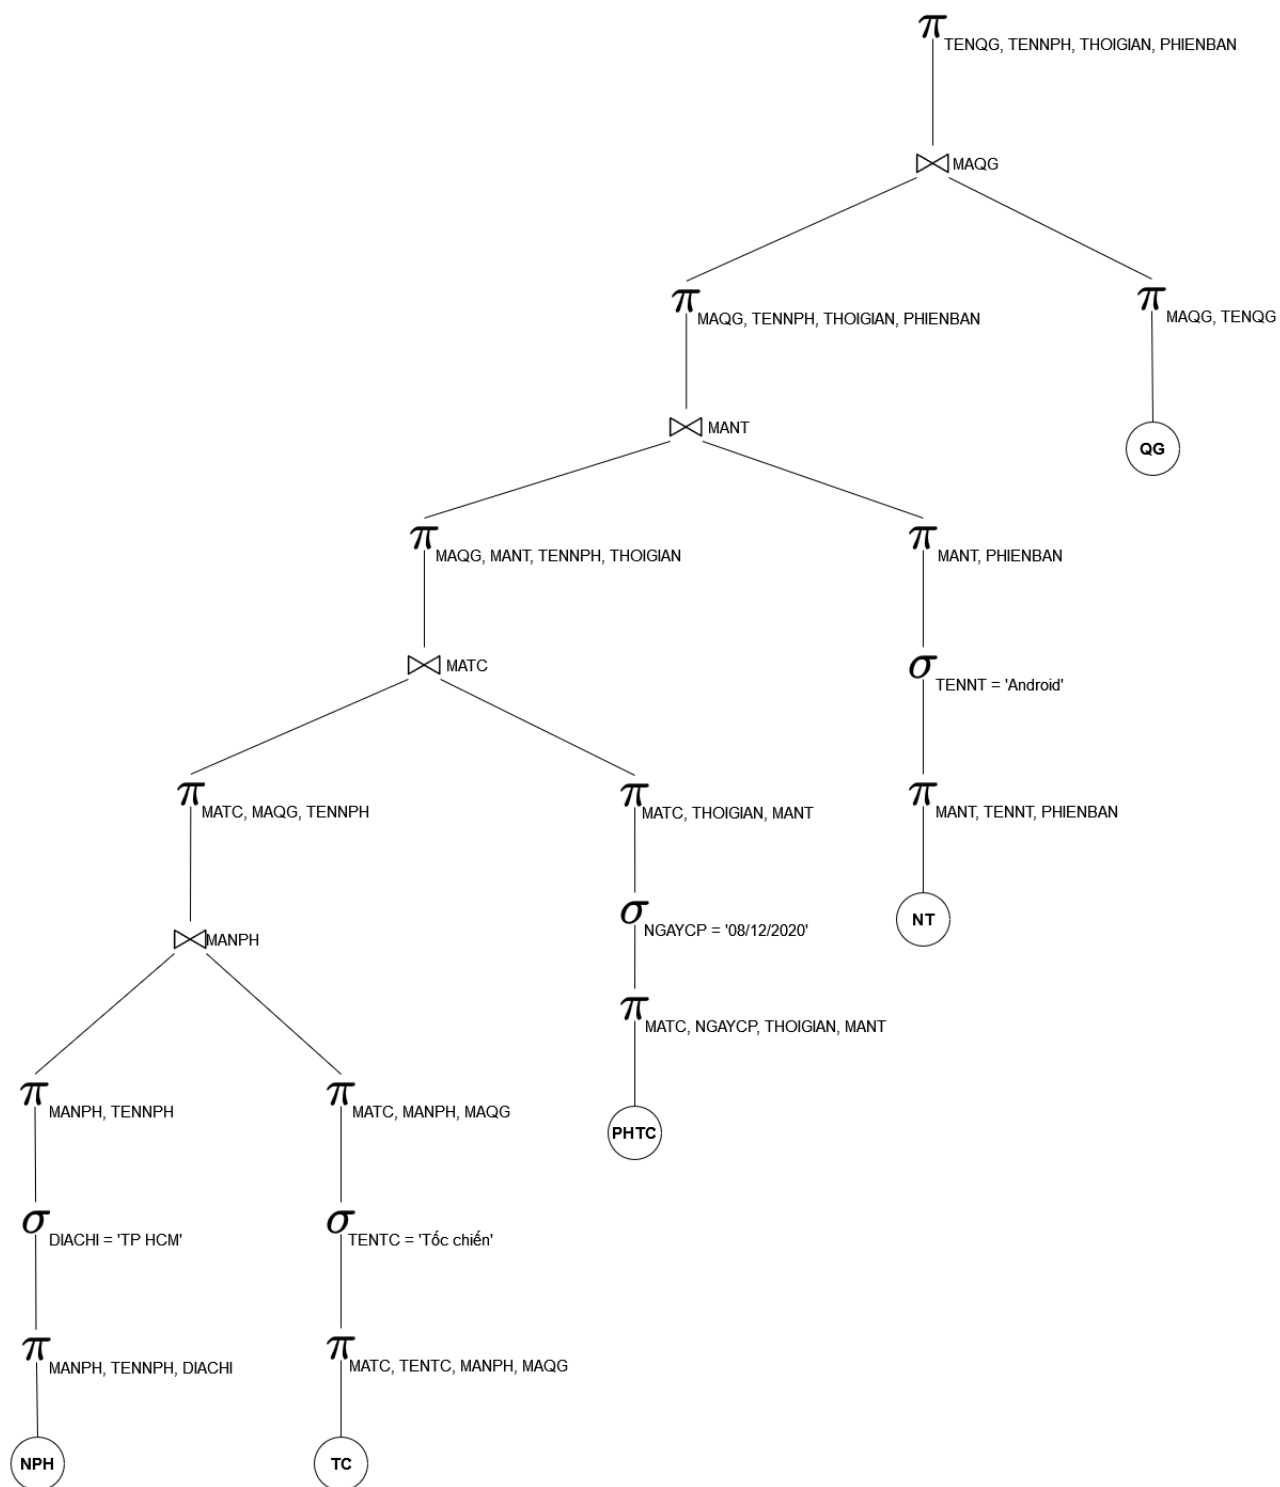 π TENQG, TENNPH, THOIGIAN, PHIENBAN
⋈ MAQG
π MAQG, TENNPH, THOIGIAN, PHIENBAN
π MAQG, TENQG
⋈ MANT
QG
π MAQG, MANT, TENNPH, THOIGIAN
π MANT, PHIENBAN
⋈ MATC
σ TENNT = 'Android'
π MATC, MAQG, TENNPH
π MATC, THOIGIAN, MANT
π MANT, TENNT, PHIENBAN
σ NGAYCP = '08/12/2020'
NT
⋈ MANPH
π MATC, NGAYCP, THOIGIAN, MANT
π MANPH, TENNPH
π MATC, MANPH, MAQG
PHTC
σ DIACHI = 'TP HCM'
σ TENTC = 'Tốc chiến'
π MANPH, TENNPH, DIACHI
π MATC, TENTC, MANPH, MAQG
NPH
TC